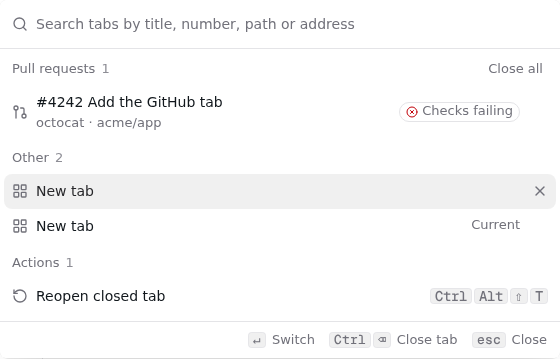 Search tabs by title, number, path or address
Pull requests 1 Close all
#4242 Add the GitHub tab
octocat · acme/app Checks failing
Other 2
New tab
New tab Current
Actions 1
Reopen closed tab Ctrl Alt ⇧ T
↵ Switch Ctrl ⌫ Close tab esc Close